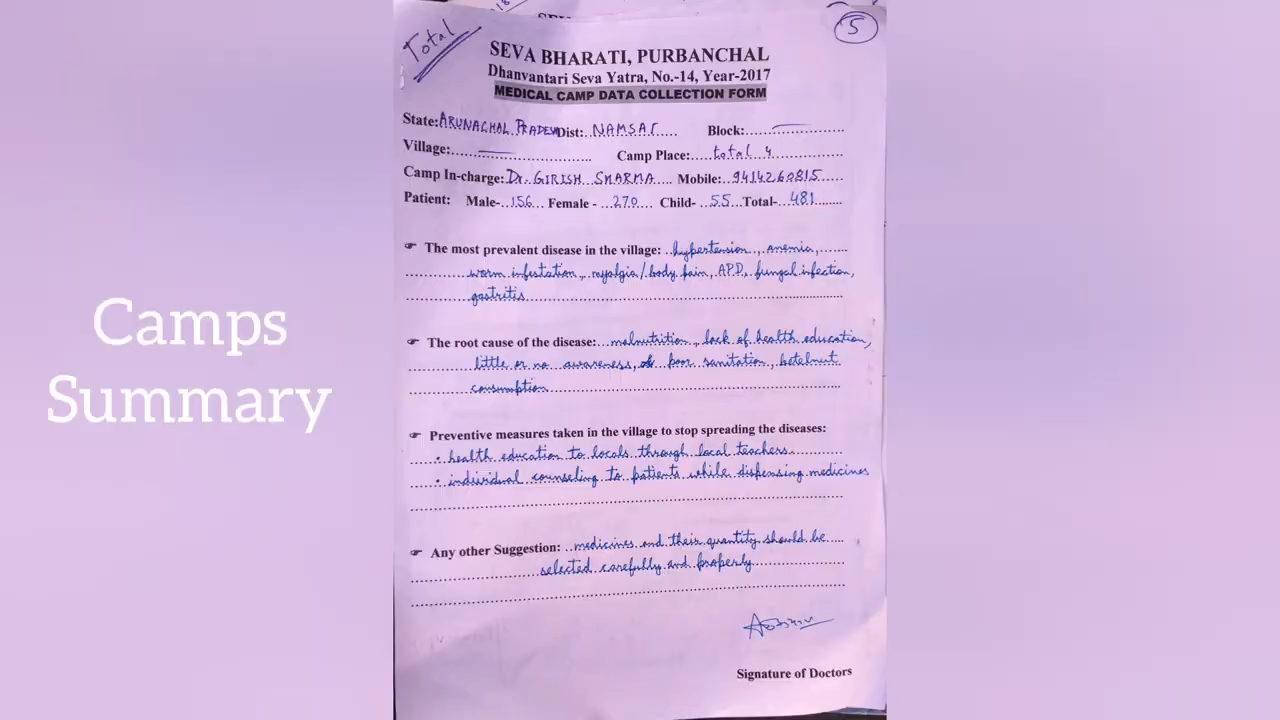 Camps
Summary
Total
5
SEVA BHARATI, PURBANCHAL
Dhanvantari Seva Yatra, No.-14, Year-2017
MEDICAL CAMP DATA COLLECTION FORM
State: ARUNACHAL PRADESH Dist: NAMSAI Block:
Village: Camp Place: total 4
Camp In-charge: Dr. GIRISH SHARMA Mobile: 9414260815
Patient: Male- 156 Female - 270 Child- 55 Total- 481
☞ The most prevalent disease in the village: hypertension, anemia,
worm infestation, myalgia/body pain, APD, fungal infection,
gastritis
☞ The root cause of the disease: malnutrition, lack of health education,
little or no awareness, poor sanitation, betelnut
consumption
☞ Preventive measures taken in the village to stop spreading the diseases:
• health education to locals through local teachers.
• individual counseling to patients while dispensing medicines
☞ Any other Suggestion: medicines and their quantity should be
selected carefully and properly
Signature of Doctors